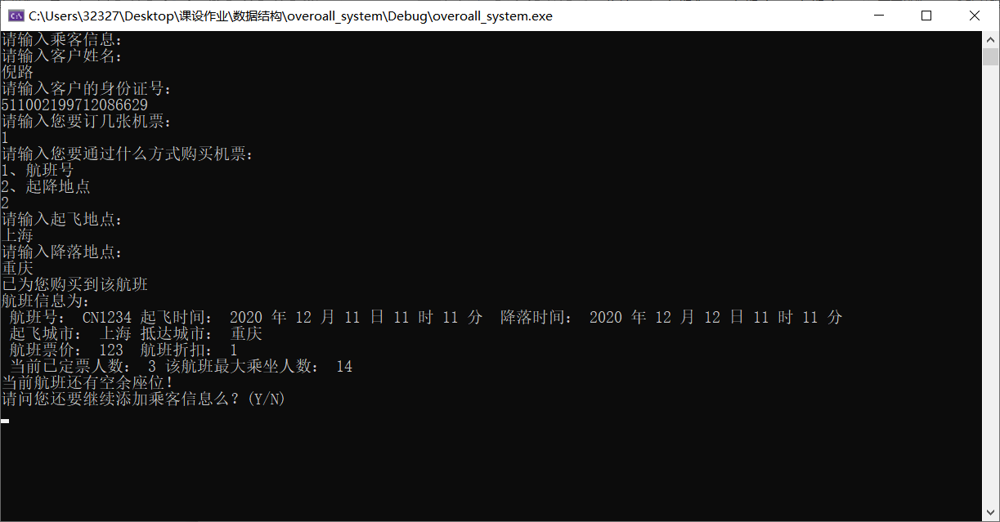 C:\Users\32327\Desktop\课设作业\数据结构\overoall_system\Debug\overoall_system.exe
请输入乘客信息:
请输入客户姓名:
倪路
请输入客户的身份证号:
511002199712086629
请输入您要订几张机票:
1
请输入您要通过什么方式购买机票:
1、航班号
2、起降地点
2
请输入起飞地点:
上海
请输入降落地点:
重庆
已为您购买到该航班
航班信息为:
航班号: CN1234 起飞时间: 2020 年 12 月 11 日 11 时 11 分 降落时间: 2020 年 12 月 12 日 11 时 11 分
起飞城市: 上海 抵达城市: 重庆
航班票价: 123 航班折扣: 1
当前已定票人数: 3 该航班最大乘坐人数: 14
当前航班还有空余座位!
请问您还要继续添加乘客信息么?(Y/N)